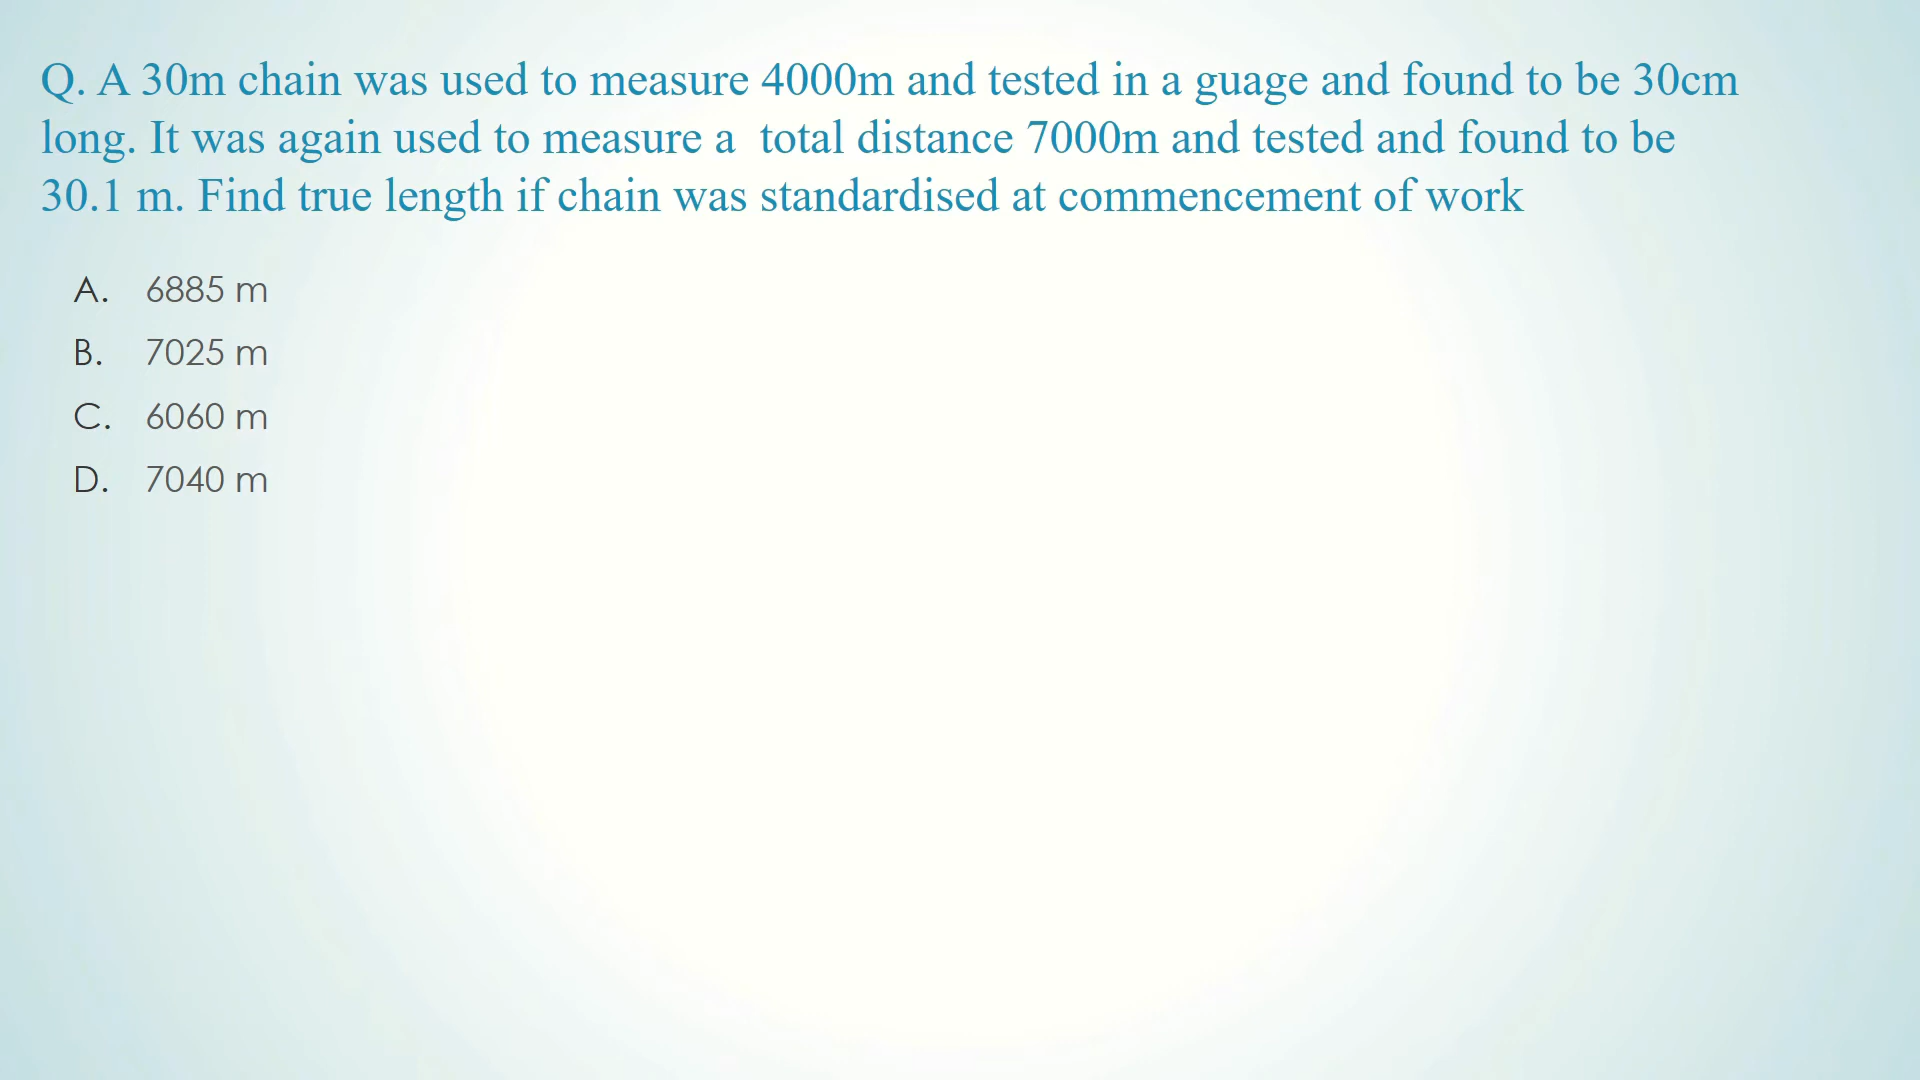 Q. A 30m chain was used to measure 4000m and tested in a guage and found to be 30cm
long. It was again used to measure a  total distance 7000m and tested and found to be
30.1 m. Find true length if chain was standardised at commencement of work
A. 6885 m
B. 7025 m
C. 6060 m
D. 7040 m